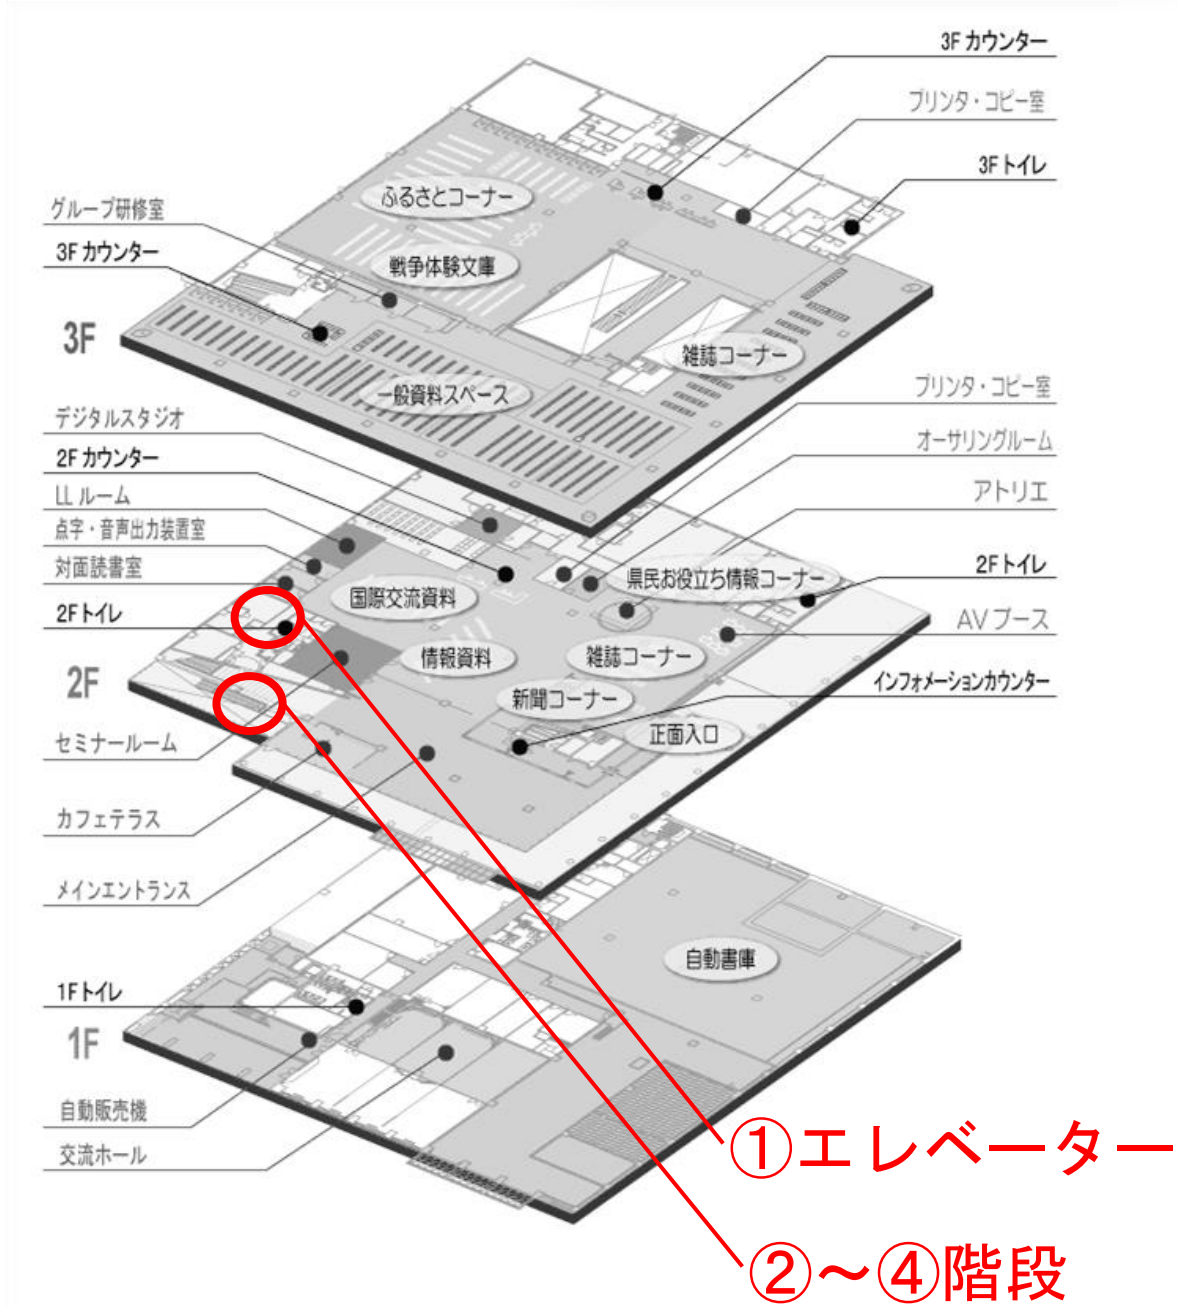 3F カウンター
プリンタ・コピー室
3Fトイレ
ふるさとコーナー
グループ研修室
3F カウンター
戦争体験文庫
3F
雑誌コーナー
一般資料スペース
プリンタ・コピー室
デジタルスタジオ
オーサリングルーム
2F カウンター
アトリエ
LL ルーム
点字・音声出力装置室
対面読書室
県民お役立ち情報コーナー
2Fトイレ
国際交流資料
2Fトイレ
AVブース
情報資料
雑誌コーナー
2F
インフォメーションカウンター
新聞コーナー
正面入口
セミナールーム
カフェテラス
メインエントランス
自動書庫
1Fトイレ
1F
自動販売機
交流ホール
①エレベーター
②～④階段